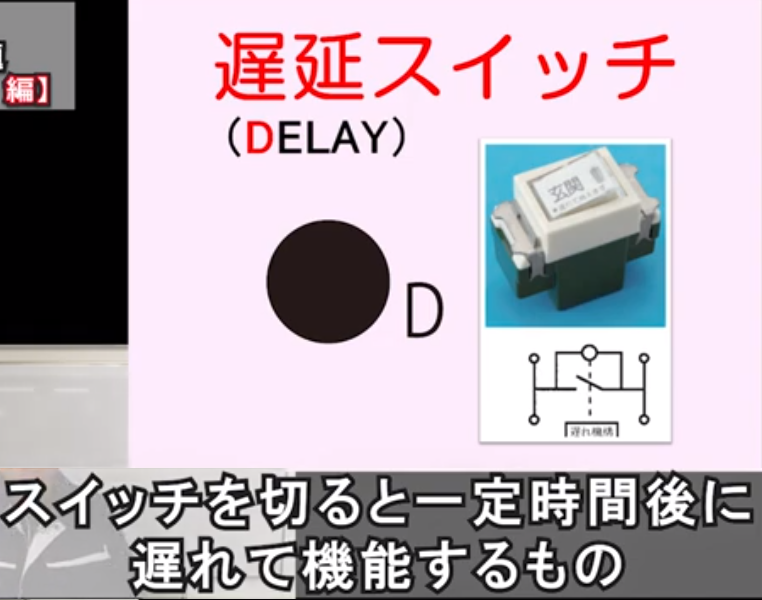 編】
遅延スイッチ
（DELAY）
玄関
D
遅れ機構
スイッチを切ると一定時間後に
遅れて機能するもの